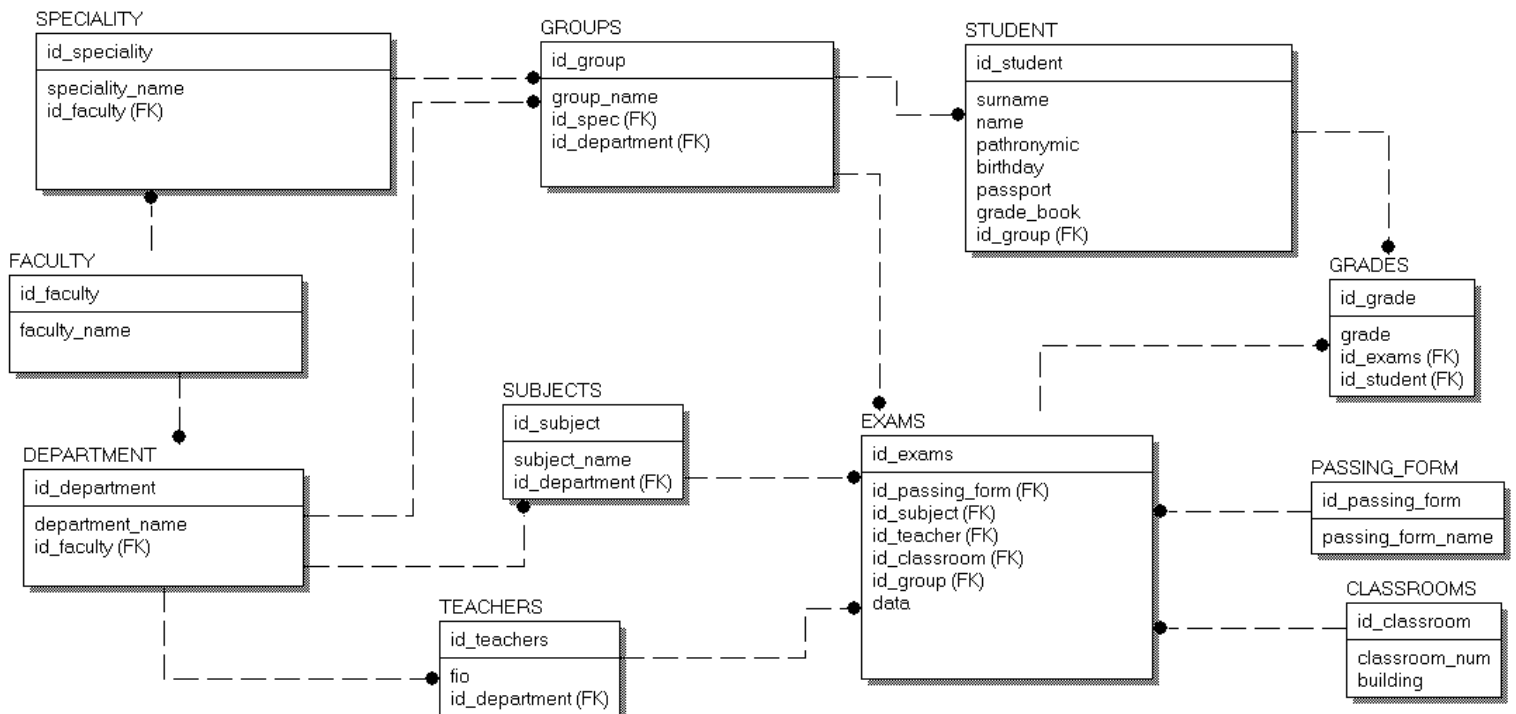 SPECIALITY
id_speciality
speciality_name
id_faculty (FK)
GROUPS
id_group
group_name
id_spec (FK)
id_department (FK)
STUDENT
id_student
surname
name
pathronymic
birthday
passport
grade_book
id_group (FK)
FACULTY
id_faculty
faculty_name
GRADES
id_grade
grade
id_exams (FK)
id_student (FK)
SUBJECTS
id_subject
subject_name
id_department (FK)
EXAMS
id_exams
id_passing_form (FK)
id_subject (FK)
id_teacher (FK)
id_classroom (FK)
id_group (FK)
data
DEPARTMENT
id_department
department_name
id_faculty (FK)
PASSING_FORM
id_passing_form
passing_form_name
TEACHERS
id_teachers
fio
id_department (FK)
CLASSROOMS
id_classroom
classroom_num
building